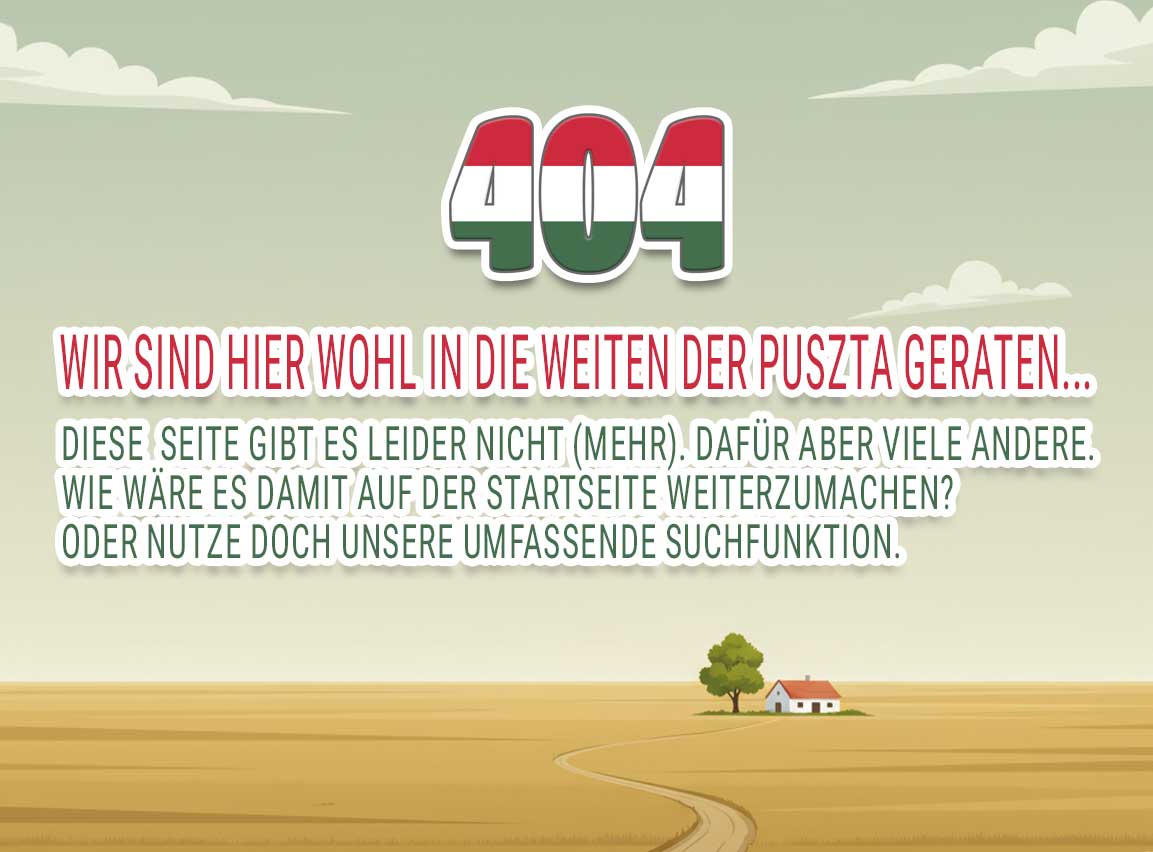 404
WIR SIND HIER WOHL IN DIE WEITEN DER PUSZTA GERATEN...
DIESE  SEITE GIBT ES LEIDER NICHT (MEHR). DAFÜR ABER VIELE ANDERE.
WIE WÄRE ES DAMIT AUF DER STARTSEITE WEITERZUMACHEN?
ODER NUTZE DOCH UNSERE UMFASSENDE SUCHFUNKTION.